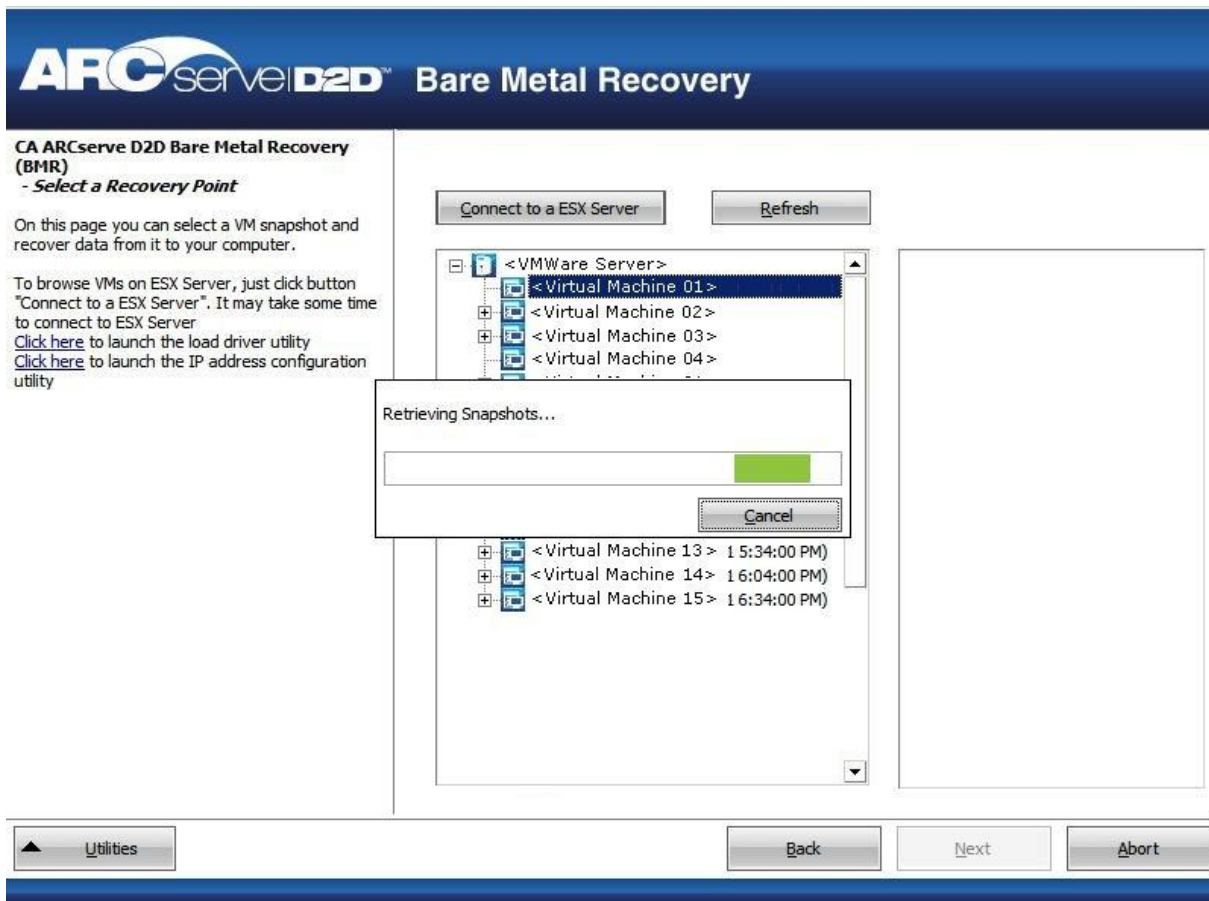 ARCserve D2D™ Bare Metal Recovery
CA ARCserve D2D Bare Metal Recovery
(BMR)
- Select a Recovery Point
On this page you can select a VM snapshot and
recover data from it to your computer.
To browse VMs on ESX Server, just click button
"Connect to a ESX Server". It may take some time
to connect to ESX Server
Click here to launch the load driver utility
Click here to launch the IP address configuration
utility
Connect to a ESX Server
Refresh
<VMWare Server>
<Virtual Machine 01>
<Virtual Machine 02>
<Virtual Machine 03>
<Virtual Machine 04>
Retrieving Snapshots...
Cancel
<Virtual Machine 13> 1 5:34:00 PM)
<Virtual Machine 14> 1 6:04:00 PM)
<Virtual Machine 15> 1 6:34:00 PM)
Utilities
Back
Next
Abort